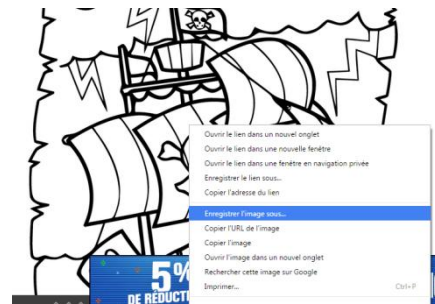 Ouvrir le lien dans un nouvel onglet
Ouvrir le lien dans une nouvelle fenêtre
Ouvrir le lien dans une fenêtre en navigation privée
Enregistrer le lien sous...
Copier l'adresse du lien
Enregistrer l'image sous...
Copier l'URL de l'image
Copier l'image
Ouvrir l'image dans un nouvel onglet
Rechercher cette image sur Google
Imprimer... Ctrl+P
5%
DE RÉDUCTI